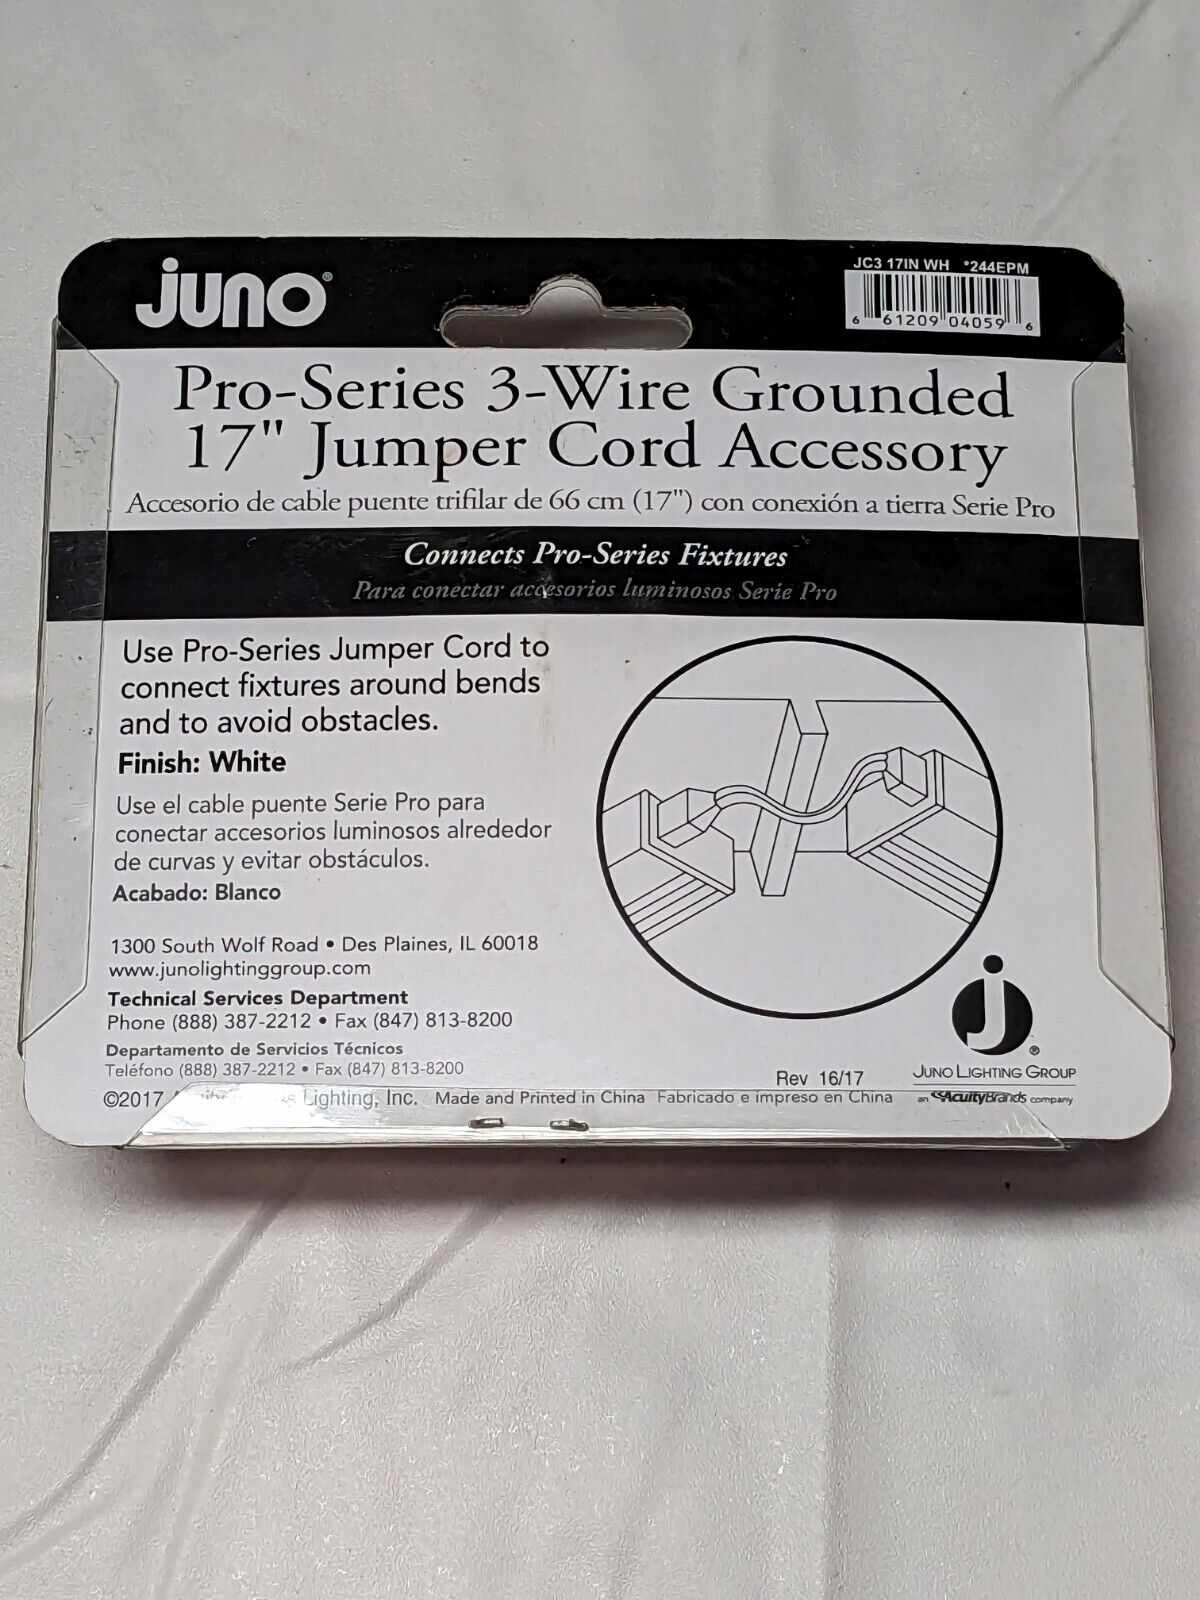 juno®
JC3 17IN WH *244EPM
6 61209 04059 6
Pro-Series 3-Wire Grounded
17" Jumper Cord Accessory
Accesorio de cable puente trifilar de 66 cm (17") con conexión a tierra Serie Pro
Connects Pro-Series Fixtures
Para conectar accesorios luminosos Serie Pro
Use Pro-Series Jumper Cord to
connect fixtures around bends
and to avoid obstacles.
Finish: White
Use el cable puente Serie Pro para
conectar accesorios luminosos alrededor
de curvas y evitar obstáculos.
Acabado: Blanco
1300 South Wolf Road • Des Plaines, IL 60018
www.junolightinggroup.com
Technical Services Department
Phone (888) 387-2212 • Fax (847) 813-8200
Departamento de Servicios Técnicos
Teléfono (888) 387-2212 • Fax (847) 813-8200
©2017 Lighting, Inc. Made and Printed in China Fabricado e impreso en China
Rev 16/17
j®
JUNO LIGHTING GROUP
an AcuityBrands company